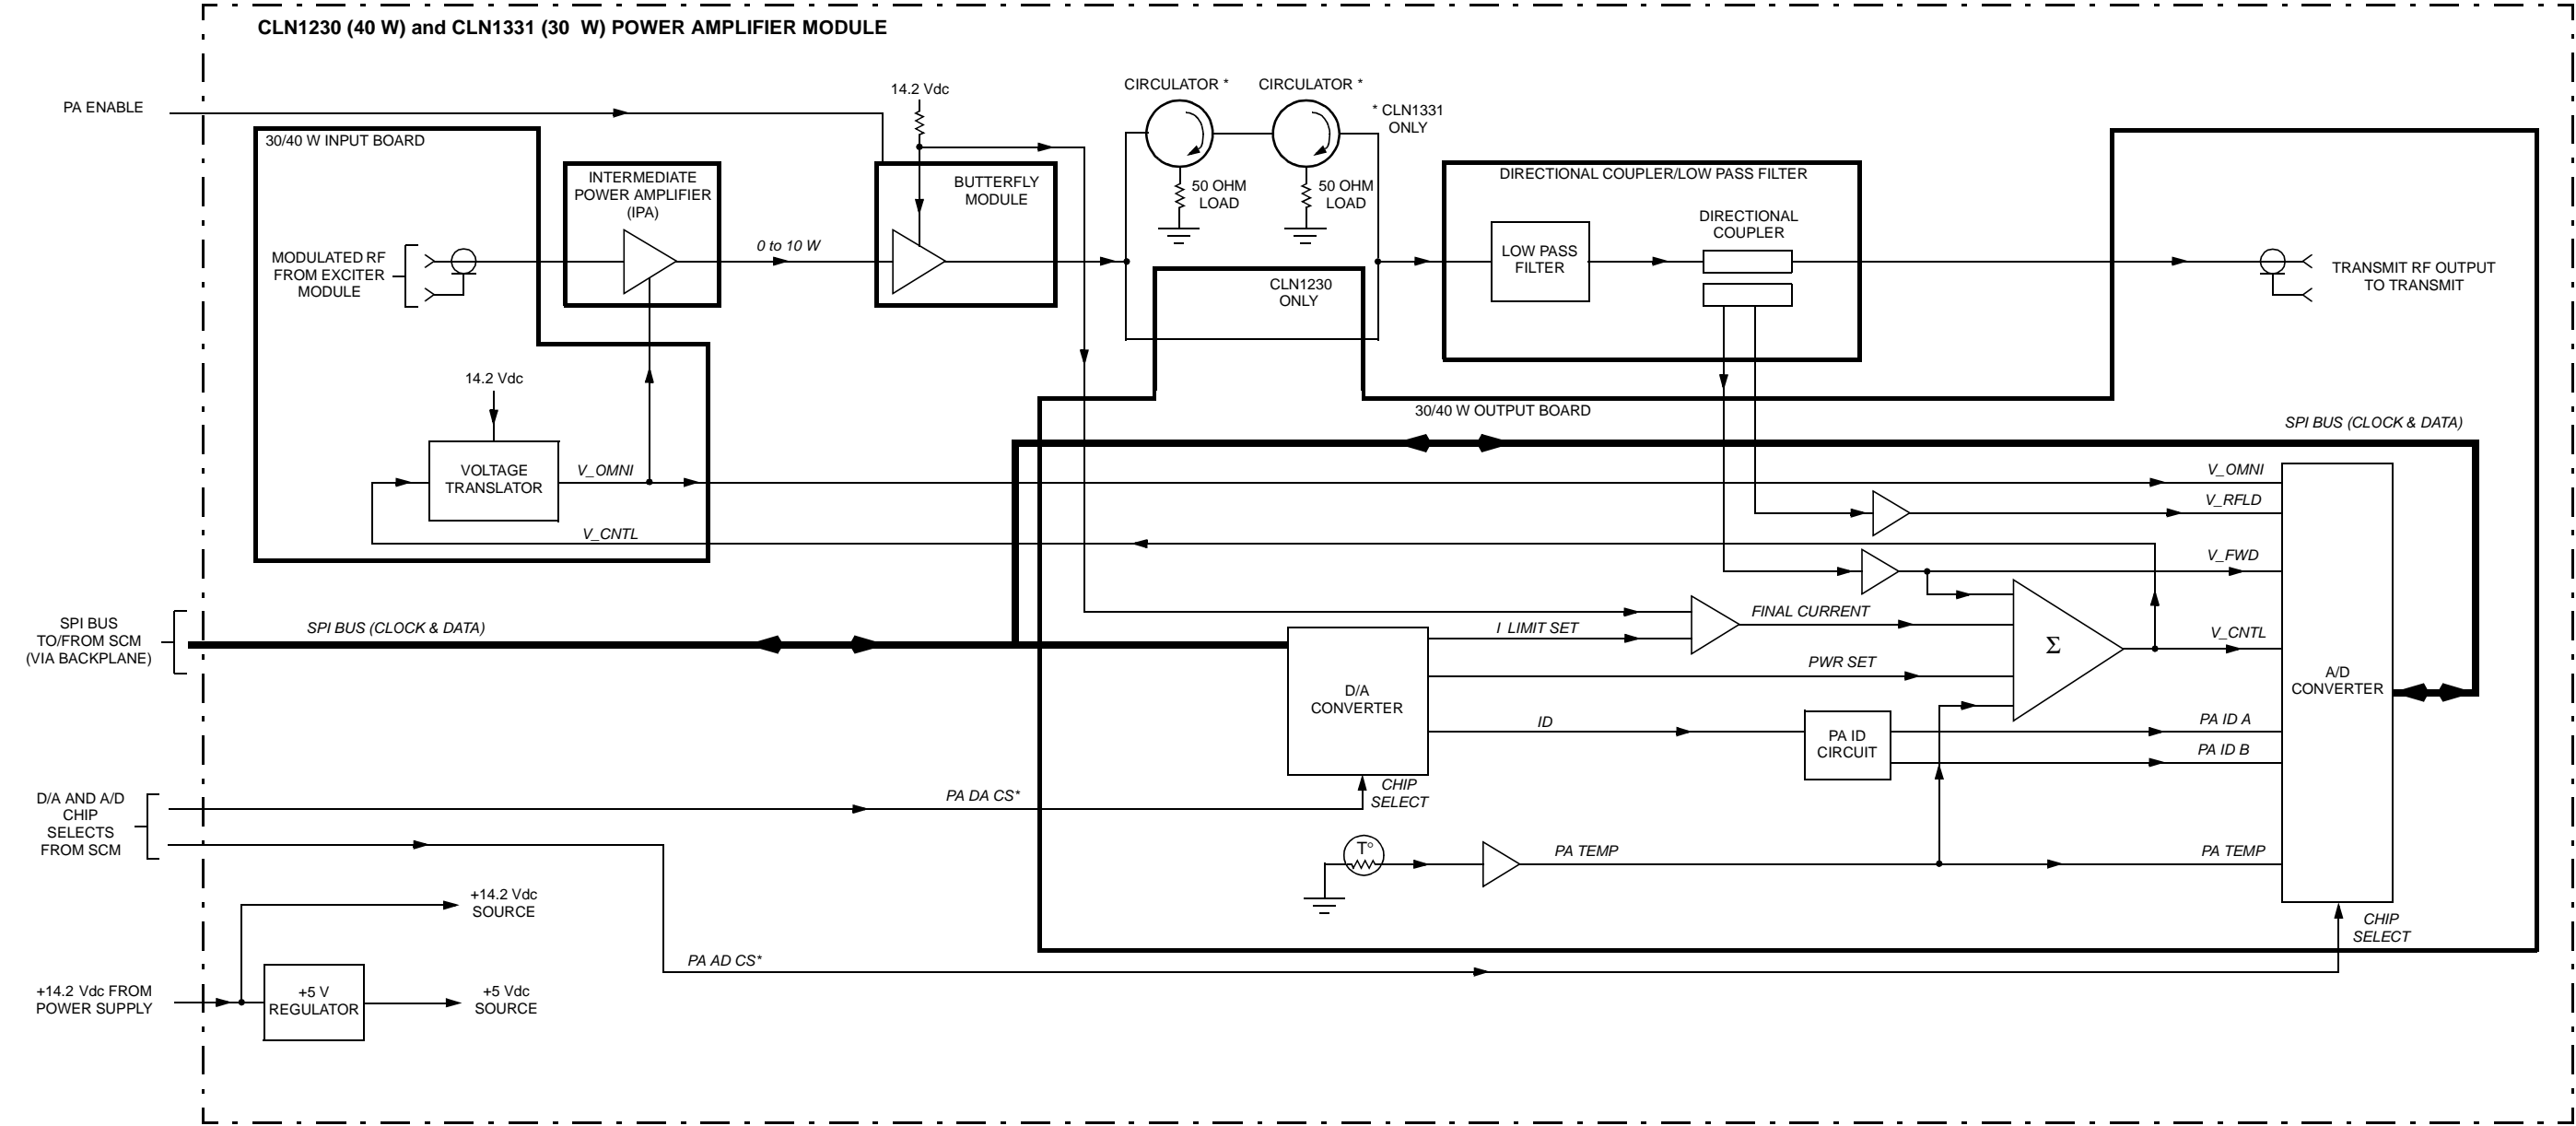 CLN1230 (40 W) and CLN1331 (30 W) POWER AMPLIFIER MODULE
PA ENABLE
30/40 W INPUT BOARD
MODULATED RF
FROM EXCITER
MODULE
INTERMEDIATE
POWER AMPLIFIER
(IPA)
0 to 10 W
14.2 Vdc
BUTTERFLY
MODULE
CIRCULATOR *
CIRCULATOR *
* CLN1331
ONLY
50 OHM
LOAD
50 OHM
LOAD
CLN1230
ONLY
DIRECTIONAL COUPLER/LOW PASS FILTER
LOW PASS
FILTER
DIRECTIONAL
COUPLER
TRANSMIT RF OUTPUT
TO TRANSMIT
14.2 Vdc
VOLTAGE
TRANSLATOR
V_OMNI
V_CNTL
30/40 W OUTPUT BOARD
SPI BUS (CLOCK & DATA)
V_OMNI
V_RFLD
V_FWD
V_CNTL
SPI BUS
TO/FROM SCM
(VIA BACKPLANE)
SPI BUS (CLOCK & DATA)
D/A
CONVERTER
I LIMIT SET
FINAL CURRENT
PWR SET
Σ
ID
PA ID
CIRCUIT
PA ID A
PA ID B
A/D
CONVERTER
CHIP
SELECT
D/A AND A/D
CHIP
SELECTS
FROM SCM
PA DA CS*
T°
PA TEMP
PA TEMP
CHIP
SELECT
PA AD CS*
+14.2 Vdc
SOURCE
+14.2 Vdc FROM
POWER SUPPLY
+5 V
REGULATOR
+5 Vdc
SOURCE